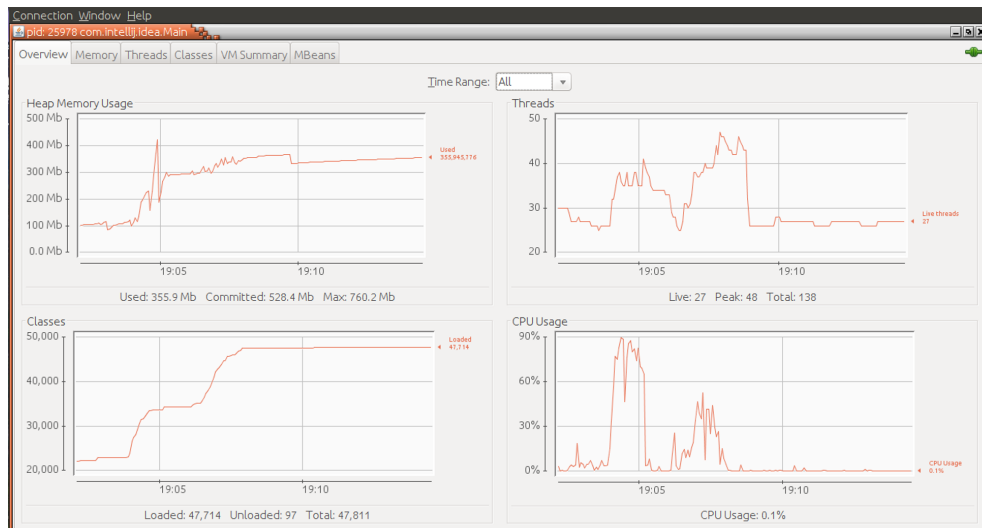 Connection Window Help
pid: 25978 com.intellij.idea.Main
Overview Memory Threads Classes VM Summary MBeans
Time Range: All
Heap Memory Usage
500 Mb
400 Mb
300 Mb
200 Mb
100 Mb
0.0 Mb
Used
355,945,776
19:05 19:10
Used: 355.9 Mb Committed: 528.4 Mb Max: 760.2 Mb
Threads
50
40
30
20
Live threads
27
19:05 19:10
Live: 27 Peak: 48 Total: 138
Classes
50,000
40,000
30,000
20,000
Loaded
47,714
19:05 19:10
Loaded: 47,714 Unloaded: 97 Total: 47,811
CPU Usage
90%
60%
30%
0%
CPU Usage
0.1%
19:05 19:10
CPU Usage: 0.1%